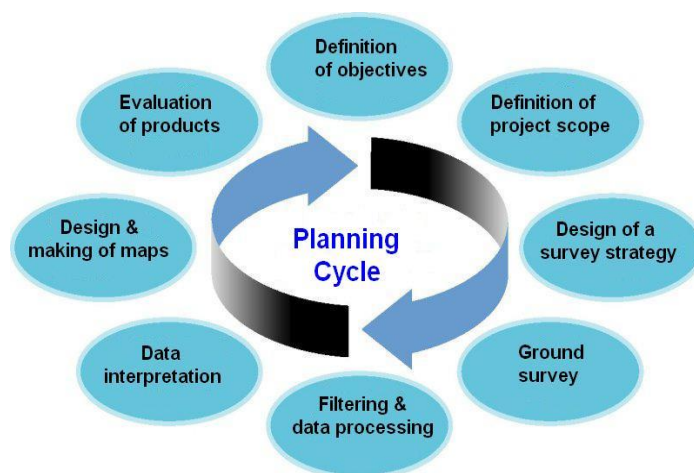 Definition
of objectives
Definition of
project scope
Design of a
survey strategy
Ground
survey
Filtering &
data processing
Data
interpretation
Design &
making of maps
Evaluation
of products
Planning
Cycle